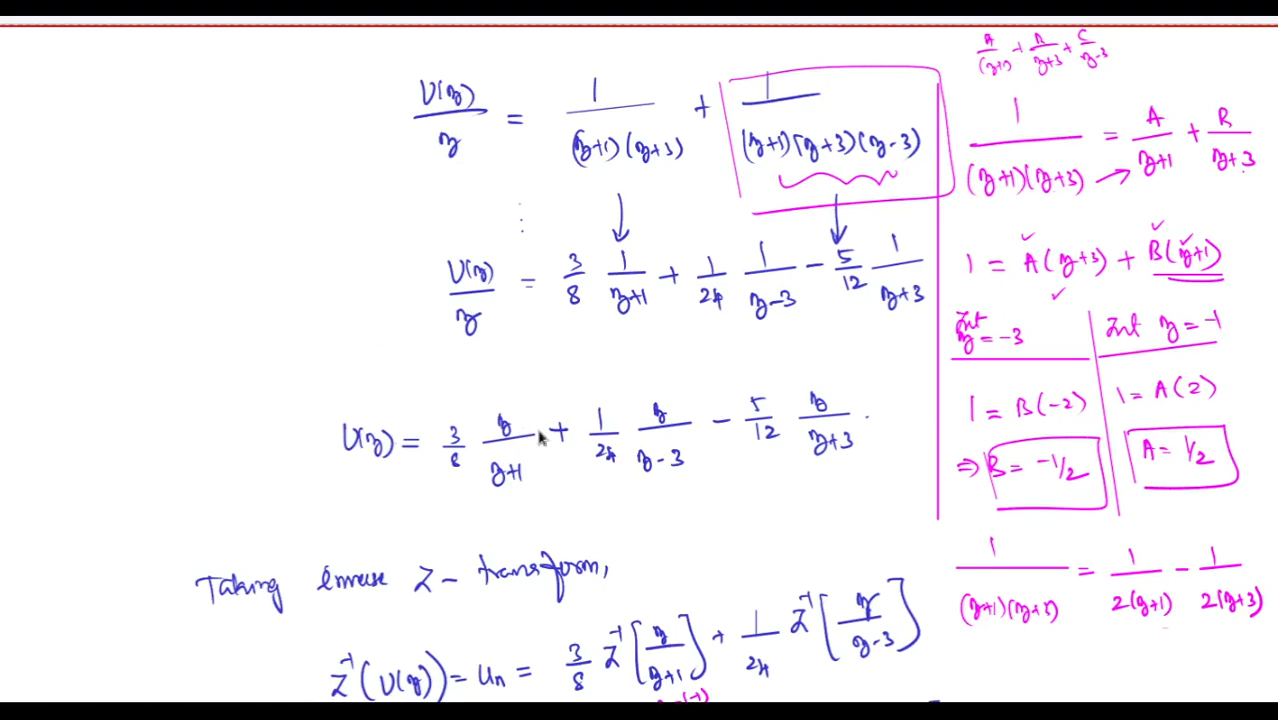 U(z)/z = 1/((z+1)(z+3)) + 1/((z+1)(z+3)(z-3))
U(z)/z = 3/8 1/(z+1) + 1/24 1/(z-3) - 5/12 1/(z+3)
U(z) = 3/8 z/(z+1) + 1/24 z/(z-3) - 5/12 z/(z+3)
Taking inverse Z- transform,
Z⁻¹(U(z)) = Un = 3/8 Z⁻¹[z/(z+1)] + 1/24 Z⁻¹[z/(z-3)]
A/(z+1) + B/(z+3) + C/(z-3)
1/((z+1)(z+3)) → = A/(z+1) + B/(z+3)
1 = A(z+3) + B(z+1)
Put z = -3
1 = B(-2)
⇒ B = -1/2
Put z = -1
1 = A(2)
A = 1/2
1/((z+1)(z+3)) = 1/(2(z+1)) - 1/(2(z+3))